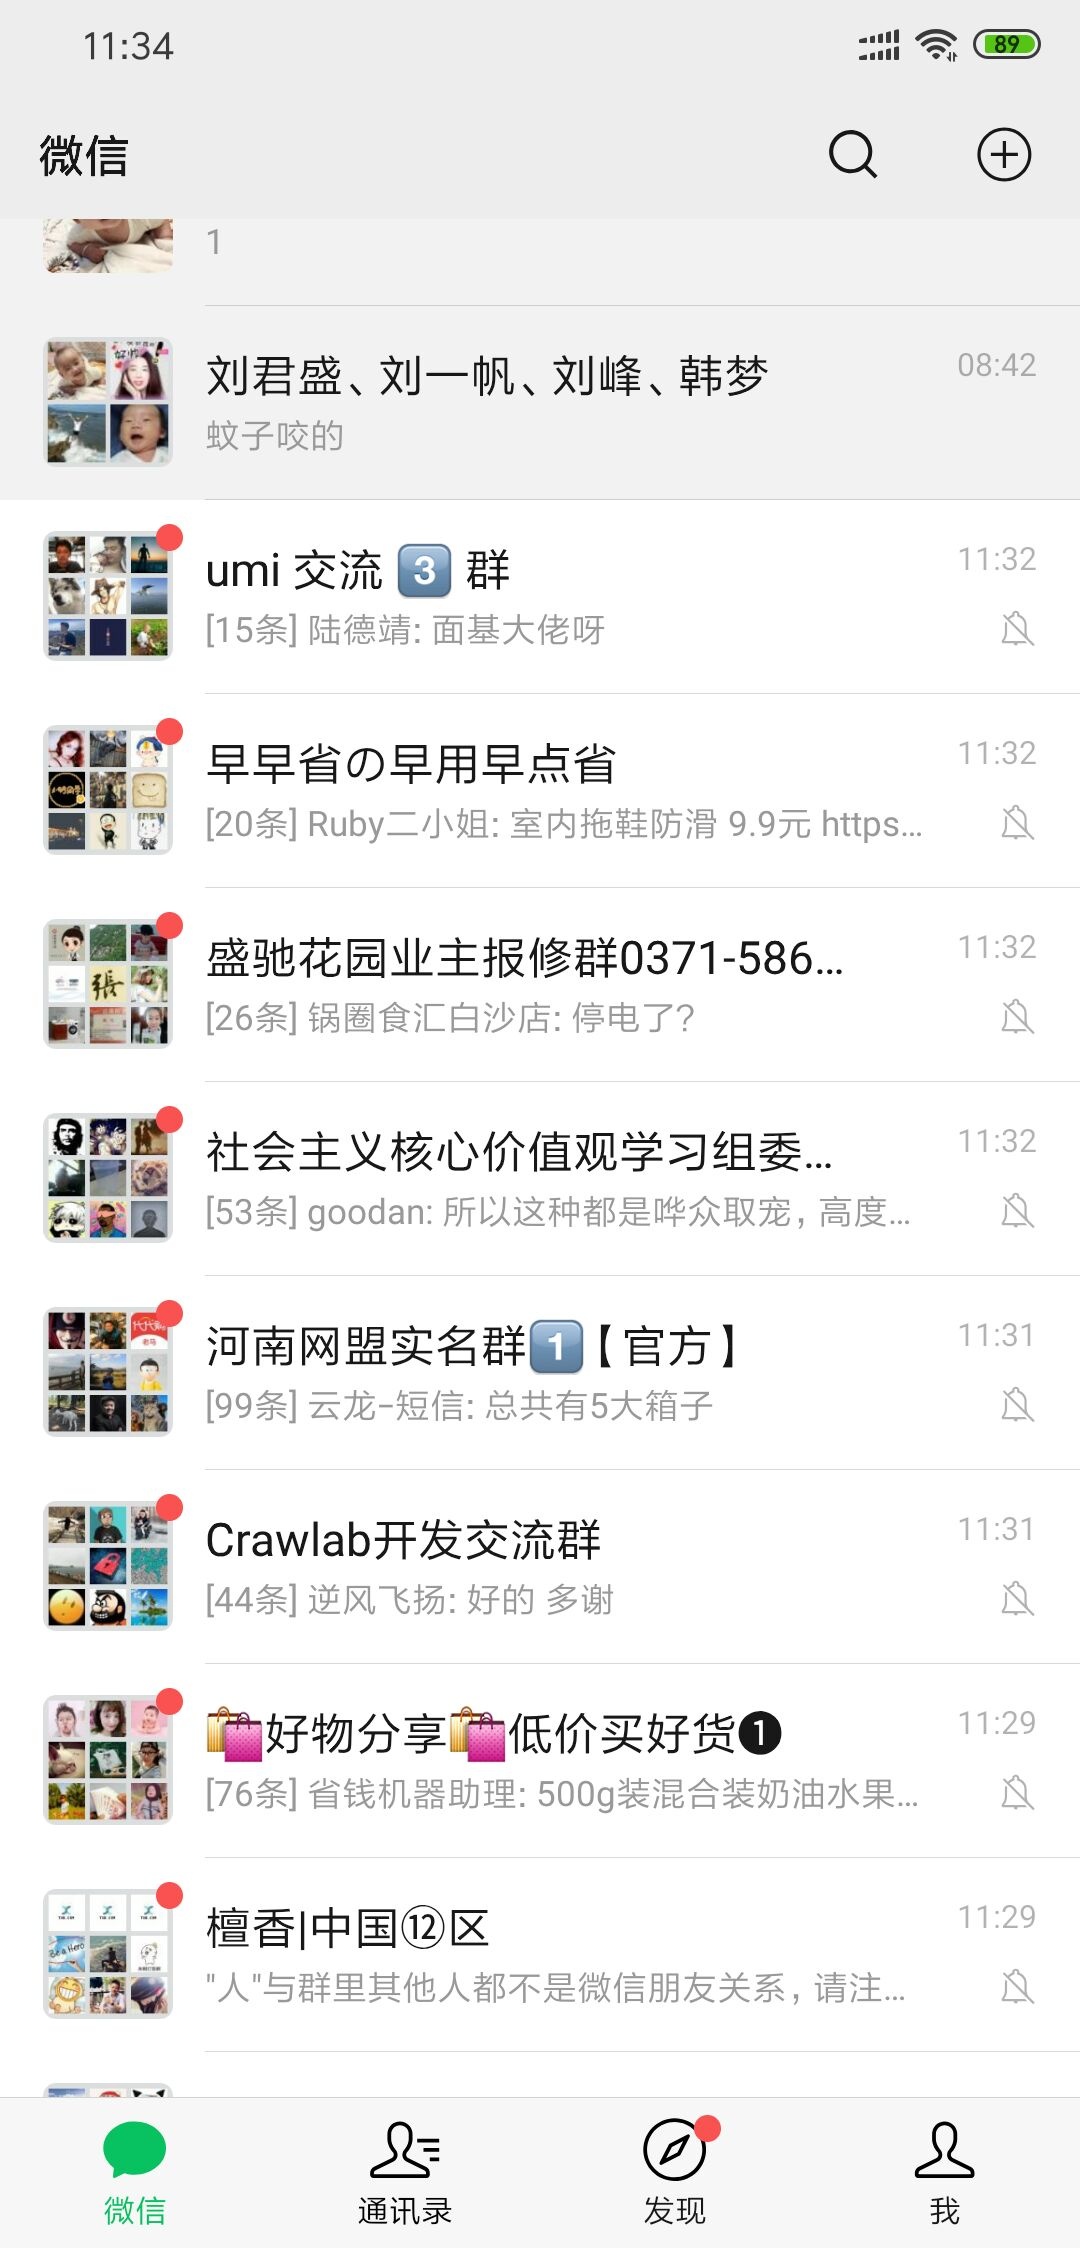 11:34
89
微信
1
刘君盛、刘一帆、刘峰、韩梦
08:42
蚊子咬的
umi 交流 3️⃣ 群
11:32
[15条] 陆德靖: 面基大佬呀
早早省の早用早点省
11:32
[20条] Ruby二小姐: 室内拖鞋防滑 9.9元 https...
盛驰花园业主报修群0371-586...
11:32
[26条] 锅圈食汇白沙店: 停电了?
社会主义核心价值观学习组委...
11:32
[53条] goodan: 所以这种都是哗众取宠, 高度...
河南网盟实名群1️⃣【官方】
11:31
[99条] 云龙-短信: 总共有5大箱子
Crawlab开发交流群
11:31
[44条] 逆风飞扬: 好的 多谢
🛍️好物分享🛍️低价买好货❶
11:29
[76条] 省钱机器助理: 500g装混合装奶油水果...
檀香|中国⑫区
11:29
"人"与群里其他人都不是微信朋友关系, 请注...
微信
通讯录
发现
我